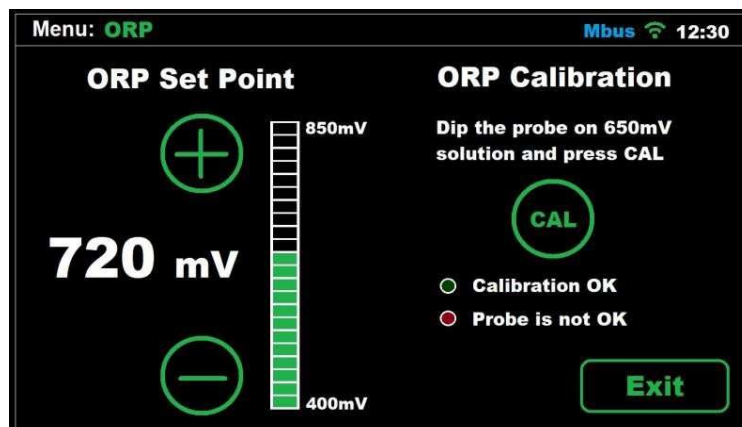 Menu: ORP
Mbus 12:30
ORP Set Point
850mV
720 mV
400mV
ORP Calibration
Dip the probe on 650mV
solution and press CAL
CAL
Calibration OK
Probe is not OK
Exit